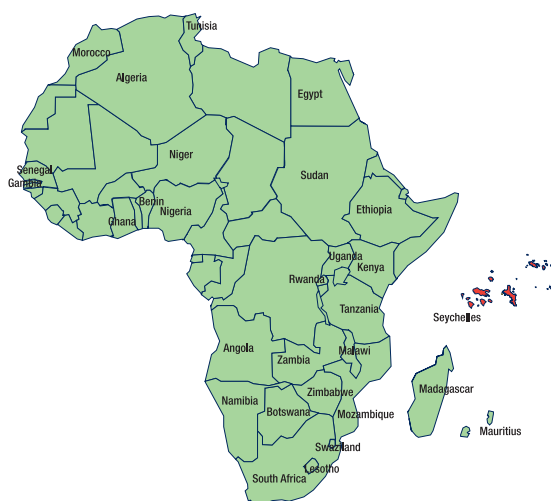 Tunisia
Morocco
Algeria
Egypt
Niger
Senegal
Sudan
Gambia
Benin
Ethiopia
Nigeria
Ghana
Uganda
Kenya
Rwanda
Tanzania
Seychelles
Angola
Malawi
Zambia
Madagascar
Zimbabwe
Namibia
Botswana
Mozambique
Mauritius
Swaziland
Lesotho
South Africa